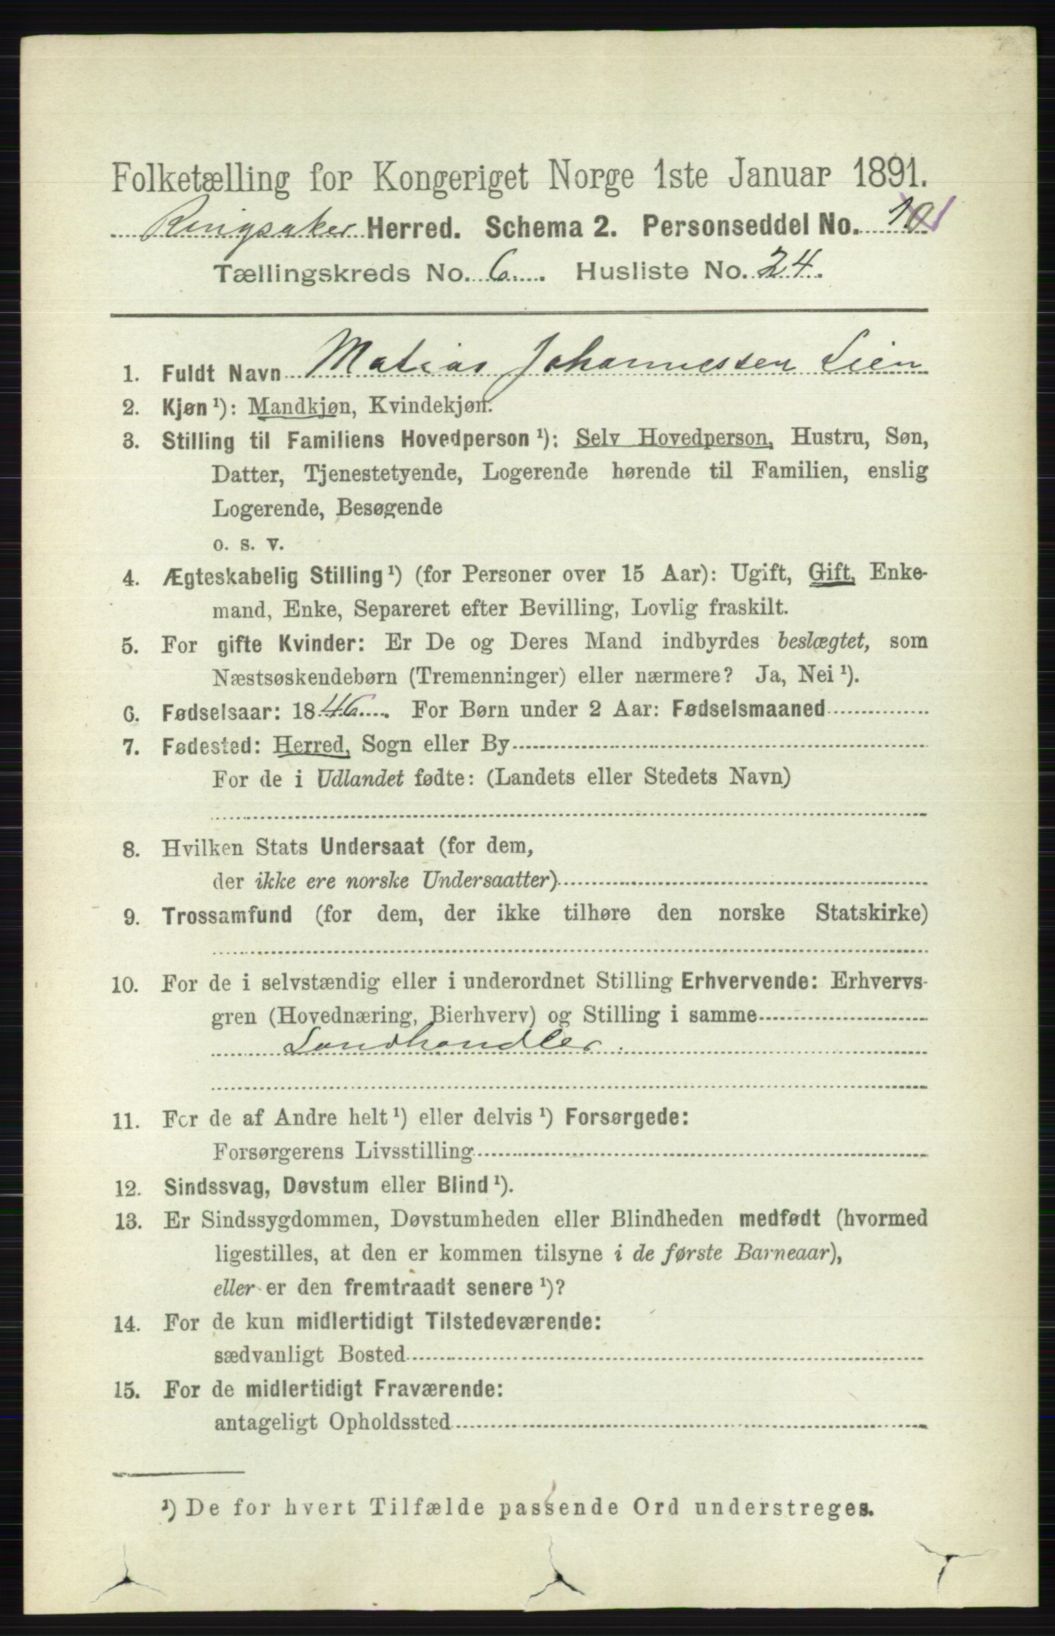 Folketælling for Kongeriget Norge 1ste Januar 1891.
Ringsaker Herred. Schema 2. Personseddel No. 1
Tællingskreds No. 6. Husliste No. 24.
1. Fuldt Navn Matias Johannessen Lien
2. Kjøn ¹): Mandkjøn, Kvindekjøn.
3. Stilling til Familiens Hovedperson ¹): Selv Hovedperson, Hustru, Søn,
Datter, Tjenestetyende, Logerende hørende til Familien, enslig
Logerende, Besøgende
o. s. v.
4. Ægteskabelig Stilling ¹) (for Personer over 15 Aar): Ugift, Gift, Enke-
mand, Enke, Separeret efter Bevilling, Lovlig fraskilt.
5. For gifte Kvinder: Er De og Deres Mand indbyrdes beslægtet, som
Næstsøskendebørn (Tremenninger) eller nærmere? Ja, Nei ¹).
6. Fødselsaar: 1846. For Børn under 2 Aar: Fødselsmaaned
7. Fødested: Herred, Sogn eller By
For de i Udlandet fødte: (Landets eller Stedets Navn)
8. Hvilken Stats Undersaat (for dem,
der ikke ere norske Undersaatter)
9. Trossamfund (for dem, der ikke tilhøre den norske Statskirke)
10. For de i selvstændig eller i underordnet Stilling Erhvervende: Erhvervs-
gren (Hovednæring, Bierhverv) og Stilling i samme
Landhandler.
11. For de af Andre helt ¹) eller delvis ¹) Forsørgede:
Forsørgerens Livsstilling
12. Sindssvag, Døvstum eller Blind ¹).
13. Er Sindssygdommen, Døvstumheden eller Blindheden medfødt (hvormed
ligestilles, at den er kommen tilsyne i de første Barneaar),
eller er den fremtraadt senere ¹)?
14. For de kun midlertidigt Tilstedeværende:
sædvanligt Bosted
15. For de midlertidigt Fraværende:
antageligt Opholdssted
¹) De for hvert Tilfælde passende Ord understreges.